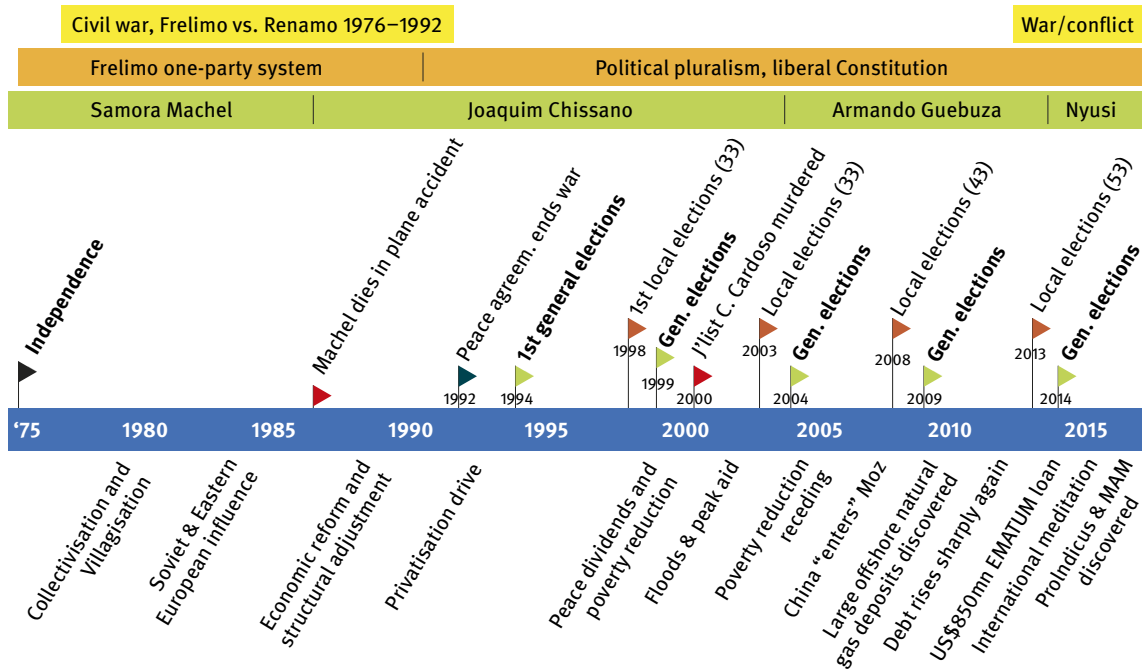 Civil war, Frelimo vs. Renamo 1976–1992
War/conflict
Frelimo one-party system
Political pluralism, liberal Constitution
Samora Machel
Joaquim Chissano
Armando Guebuza
Nyusi
Independence
Machel dies in plane accident
Peace agreem. ends war
1992
1st general elections
1994
1st local elections (33)
1998
Gen. elections
1999
J'list C. Cardoso murdered
2000
Local elections (33)
2003
Gen. elections
2004
Local elections (43)
2008
Gen. elections
2009
Local elections (53)
2013
Gen. elections
2014
‘75
1980
1985
1990
1995
2000
2005
2010
2015
Collectivisation and
Villagisation
Soviet & Eastern
European influence
Economic reform and
structural adjustment
Privatisation drive
Peace dividends and
poverty reduction
Floods & peak aid
Poverty reduction
receding
China “enters” Moz
Large offshore natural
gas deposits discovered
Debt rises sharply again
US$850mn EMATUM loan
International meditation
ProIndicus & MAM
discovered